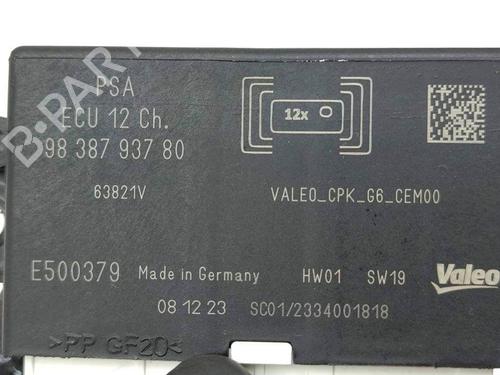 PSA
ECU 12 Ch.
98 387 937 80
63821V
12x
VALEO_CPK_G6_CEM00
E500379
Made in Germany
HW01 SW19
Valeo
08 12 23
SC01/2334001818
>PP GF20<
B-PARTS